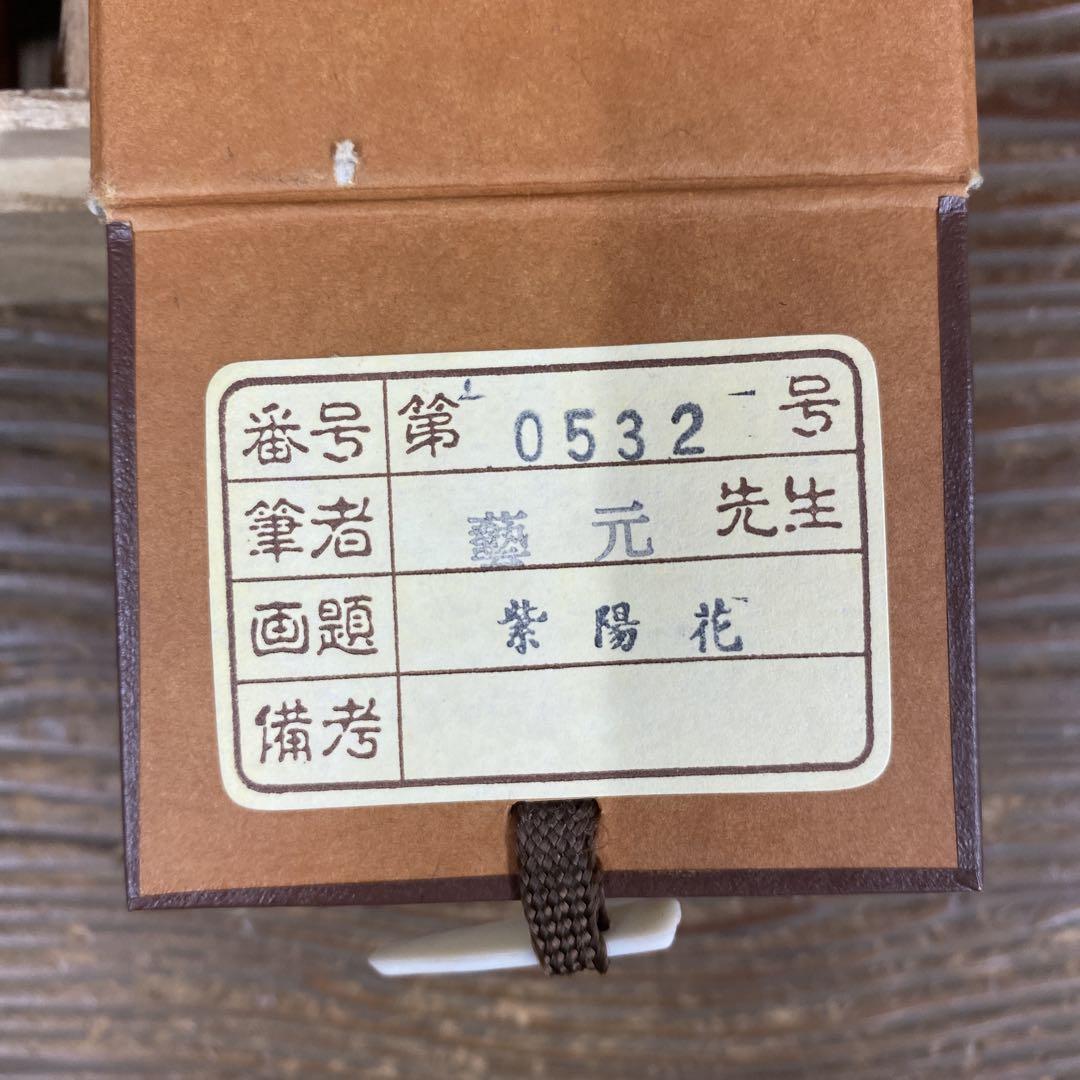 番号 第 0532 号
筆者 藝元 先生
画題 紫陽花
備考